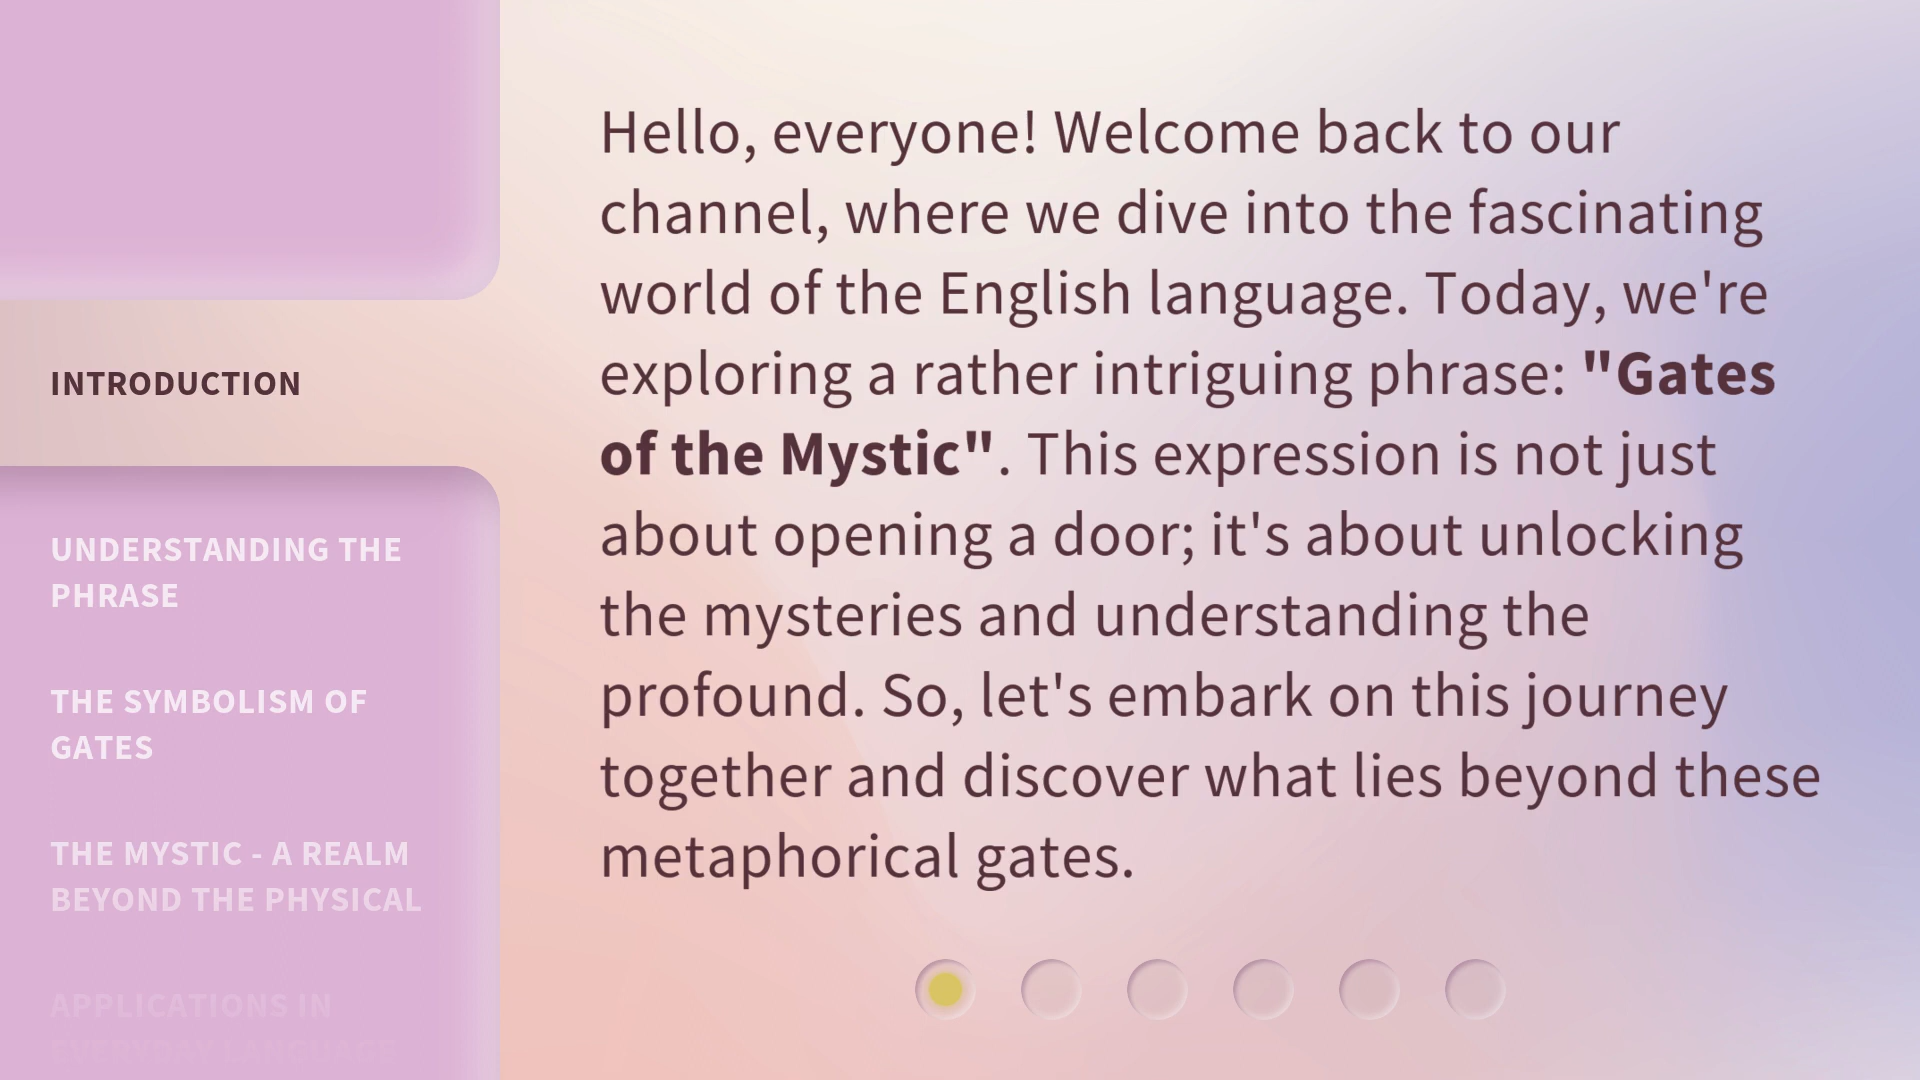 INTRODUCTION
UNDERSTANDING THE
PHRASE
THE SYMBOLISM OF
GATES
THE MYSTIC - A REALM
BEYOND THE PHYSICAL
APPLICATIONS IN
EVERYDAY LANGUAGE
Hello, everyone! Welcome back to our
channel, where we dive into the fascinating
world of the English language. Today, we're
exploring a rather intriguing phrase: "Gates
of the Mystic". This expression is not just
about opening a door; it's about unlocking
the mysteries and understanding the
profound. So, let's embark on this journey
together and discover what lies beyond these
metaphorical gates.